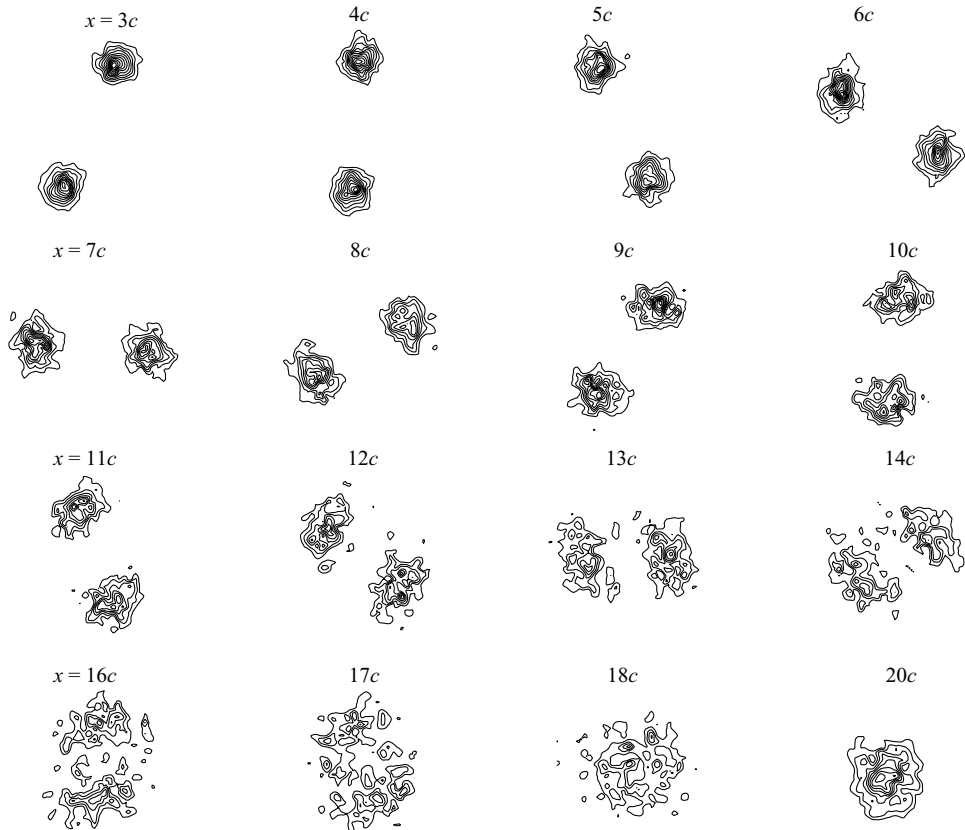 x = 3c 4c 5c 6c
x = 7c 8c 9c 10c
x = 11c 12c 13c 14c
x = 16c 17c 18c 20c